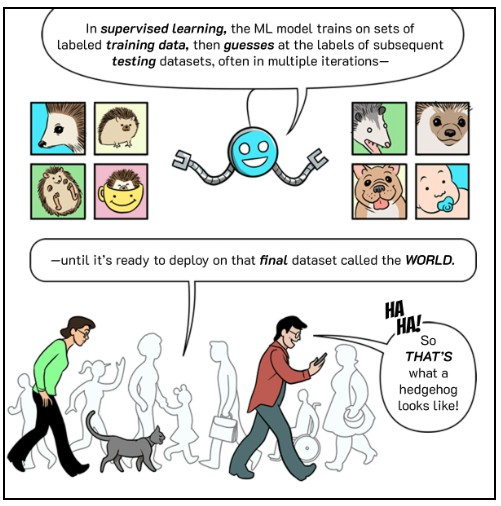 In supervised learning, the ML model trains on sets of
labeled training data, then guesses at the labels of subsequent
testing datasets, often in multiple iterations—
—until it's ready to deploy on that final dataset called the WORLD.
HA
HA!
So
THAT'S
what a
hedgehog
looks like!